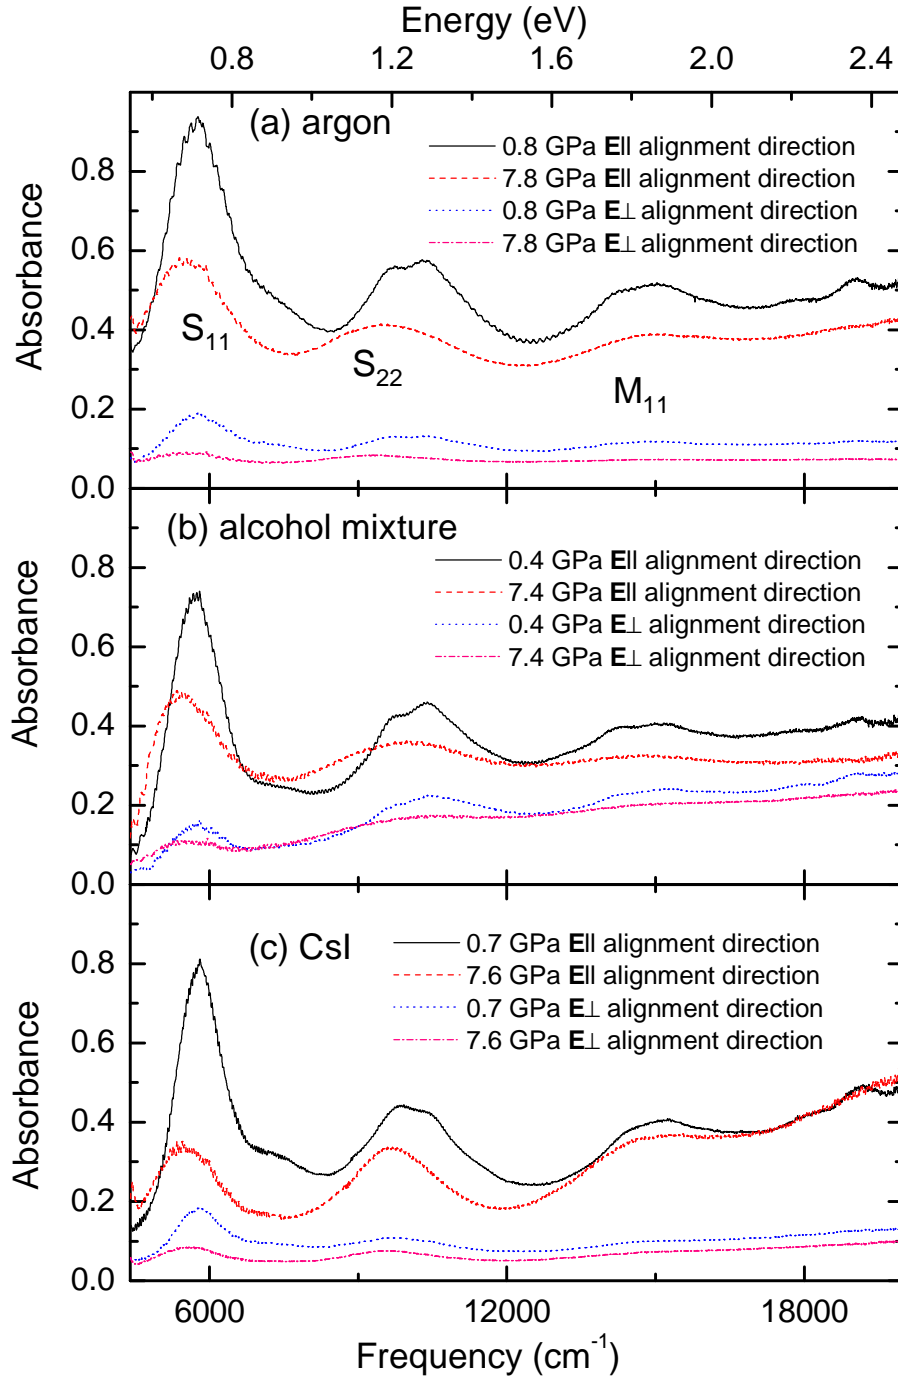 Energy (eV)
0.8 1.2 1.6 2.0 2.4
(a) argon
0.8 GPa E|| alignment direction
7.8 GPa E|| alignment direction
0.8 GPa E⊥ alignment direction
7.8 GPa E⊥ alignment direction
Absorbance
0.8
0.6
0.4
0.2
0.0
S11
S22
M11
(b) alcohol mixture
0.4 GPa E|| alignment direction
7.4 GPa E|| alignment direction
0.4 GPa E⊥ alignment direction
7.4 GPa E⊥ alignment direction
Absorbance
0.8
0.6
0.4
0.2
0.0
(c) CsI
0.7 GPa E|| alignment direction
7.6 GPa E|| alignment direction
0.7 GPa E⊥ alignment direction
7.6 GPa E⊥ alignment direction
Absorbance
0.8
0.6
0.4
0.2
0.0
6000 12000 18000
Frequency (cm-1)